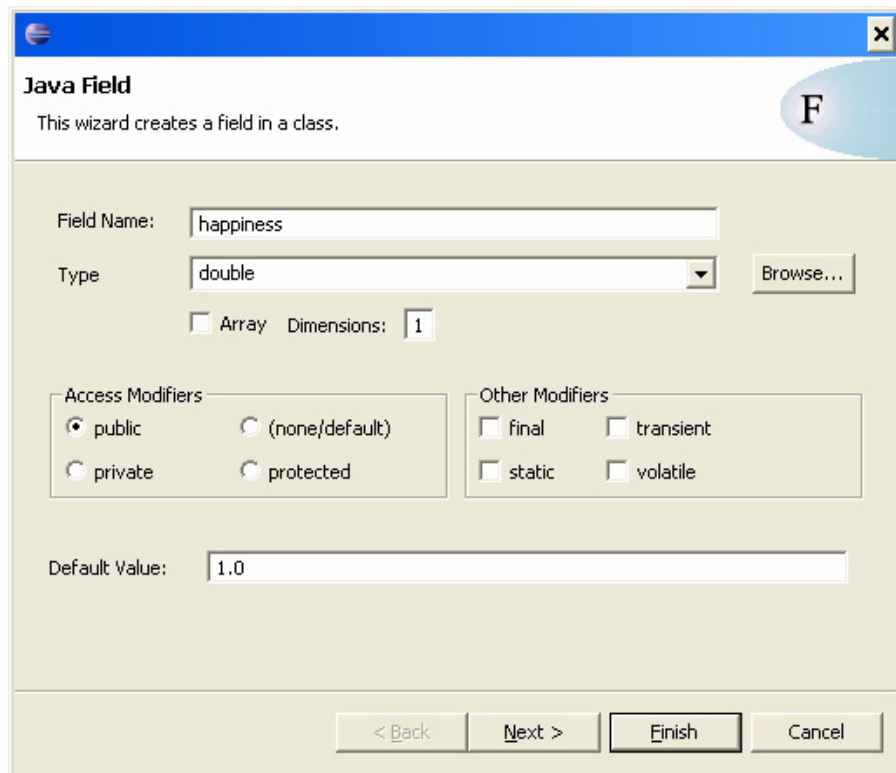 Java Field
This wizard creates a field in a class.
F
Field Name: happiness
Type double Browse...
Array Dimensions: 1
Access Modifiers Other Modifiers
public (none/default) final transient
private protected static volatile
Default Value: 1.0
< Back Next > Finish Cancel